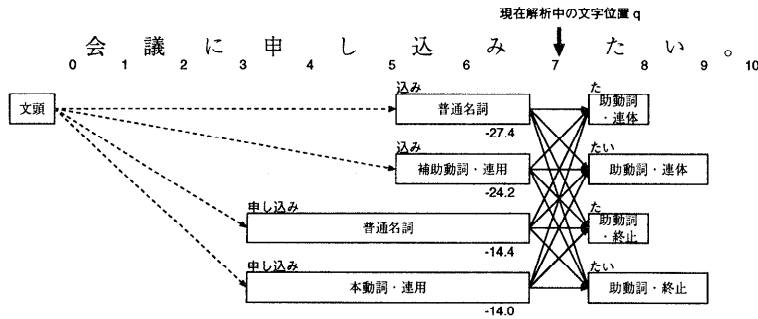 現在解析中の文字位置 q
会 議 に 申 し 込 み た い 。
0 1 2 3 4 5 6 7 8 9 10
文頭
込み
普通名詞
-27.4
た
助動詞
・連体
込み
補助動詞・連用
-24.2
たい
助動詞・連体
申し込み
普通名詞
-14.4
た
助動詞
・終止
申し込み
本動詞・連用
-14.0
たい
助動詞・終止